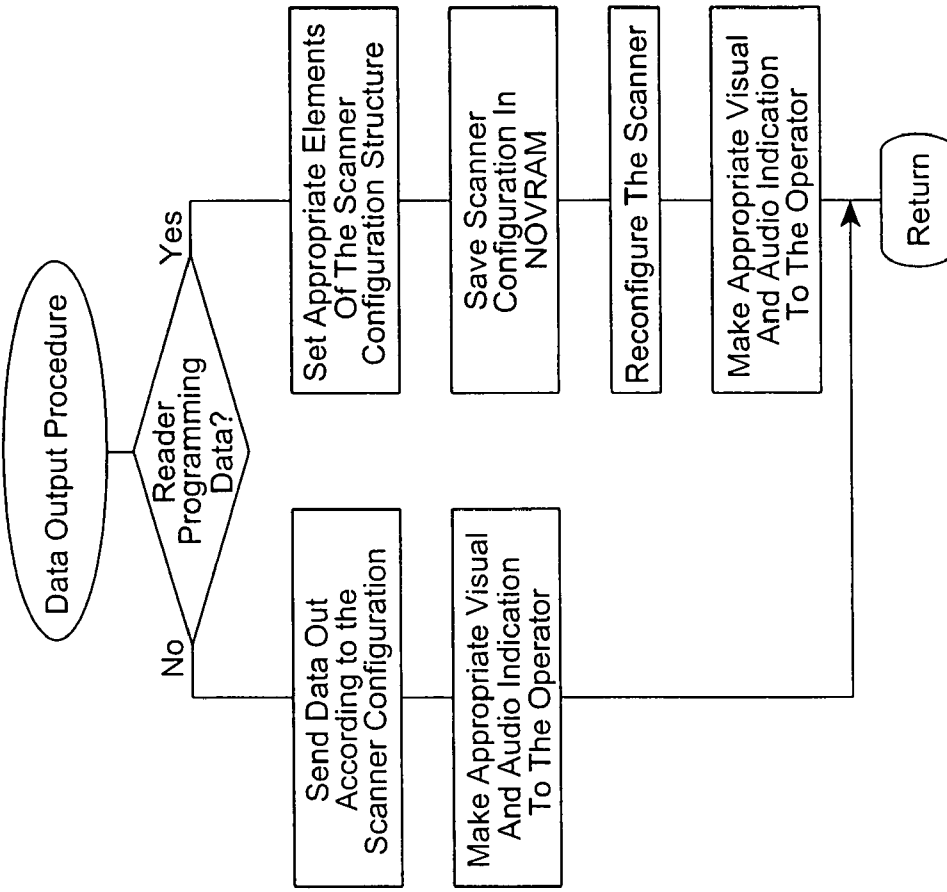 Data Output Procedure
Reader
Programming
Data?
No
Yes
Send Data Out
According to the
Scanner Configuration
Make Appropriate Visual
And Audio Indication
To The Operator
Set Appropriate Elements
Of The Scanner
Configuration Structure
Save Scanner
Configuration In
NOVRAM
Reconfigure The Scanner
Make Appropriate Visual
And Audio Indication
To The Operator
Return